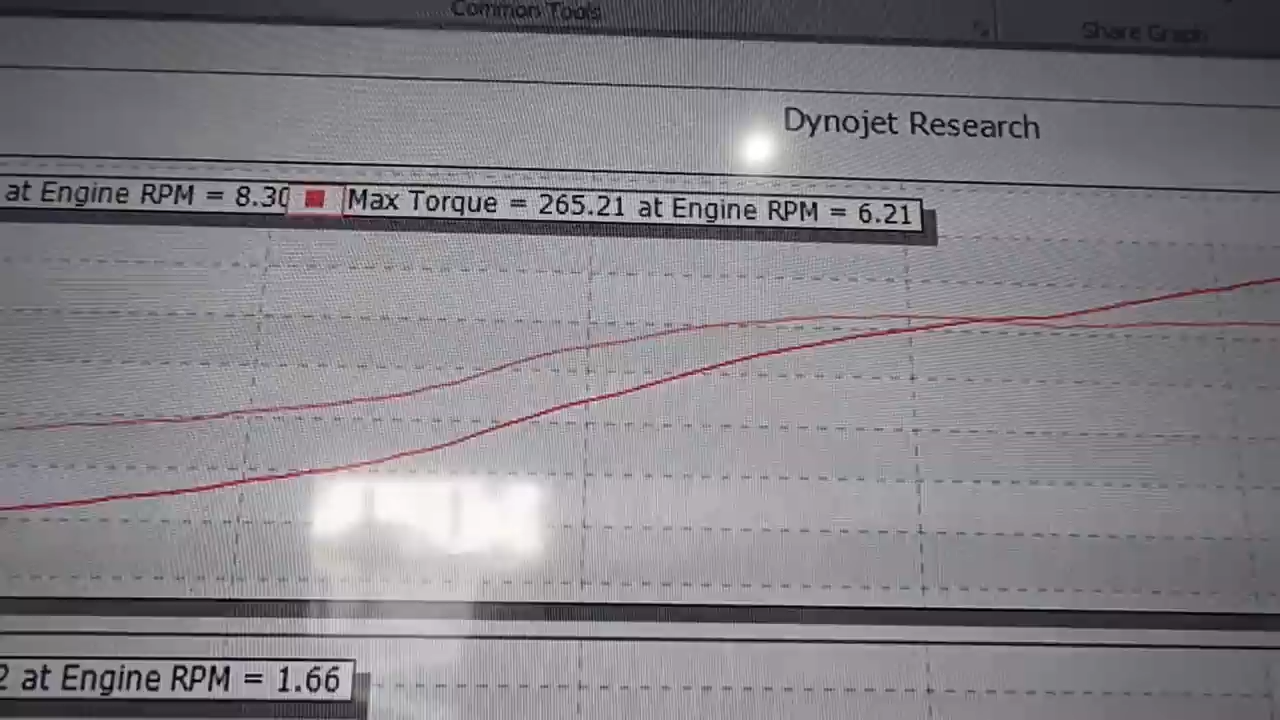 Common Tools
Share Graph
Dynojet Research
at Engine RPM = 8.30
Max Torque = 265.21 at Engine RPM = 6.21
2 at Engine RPM = 1.66